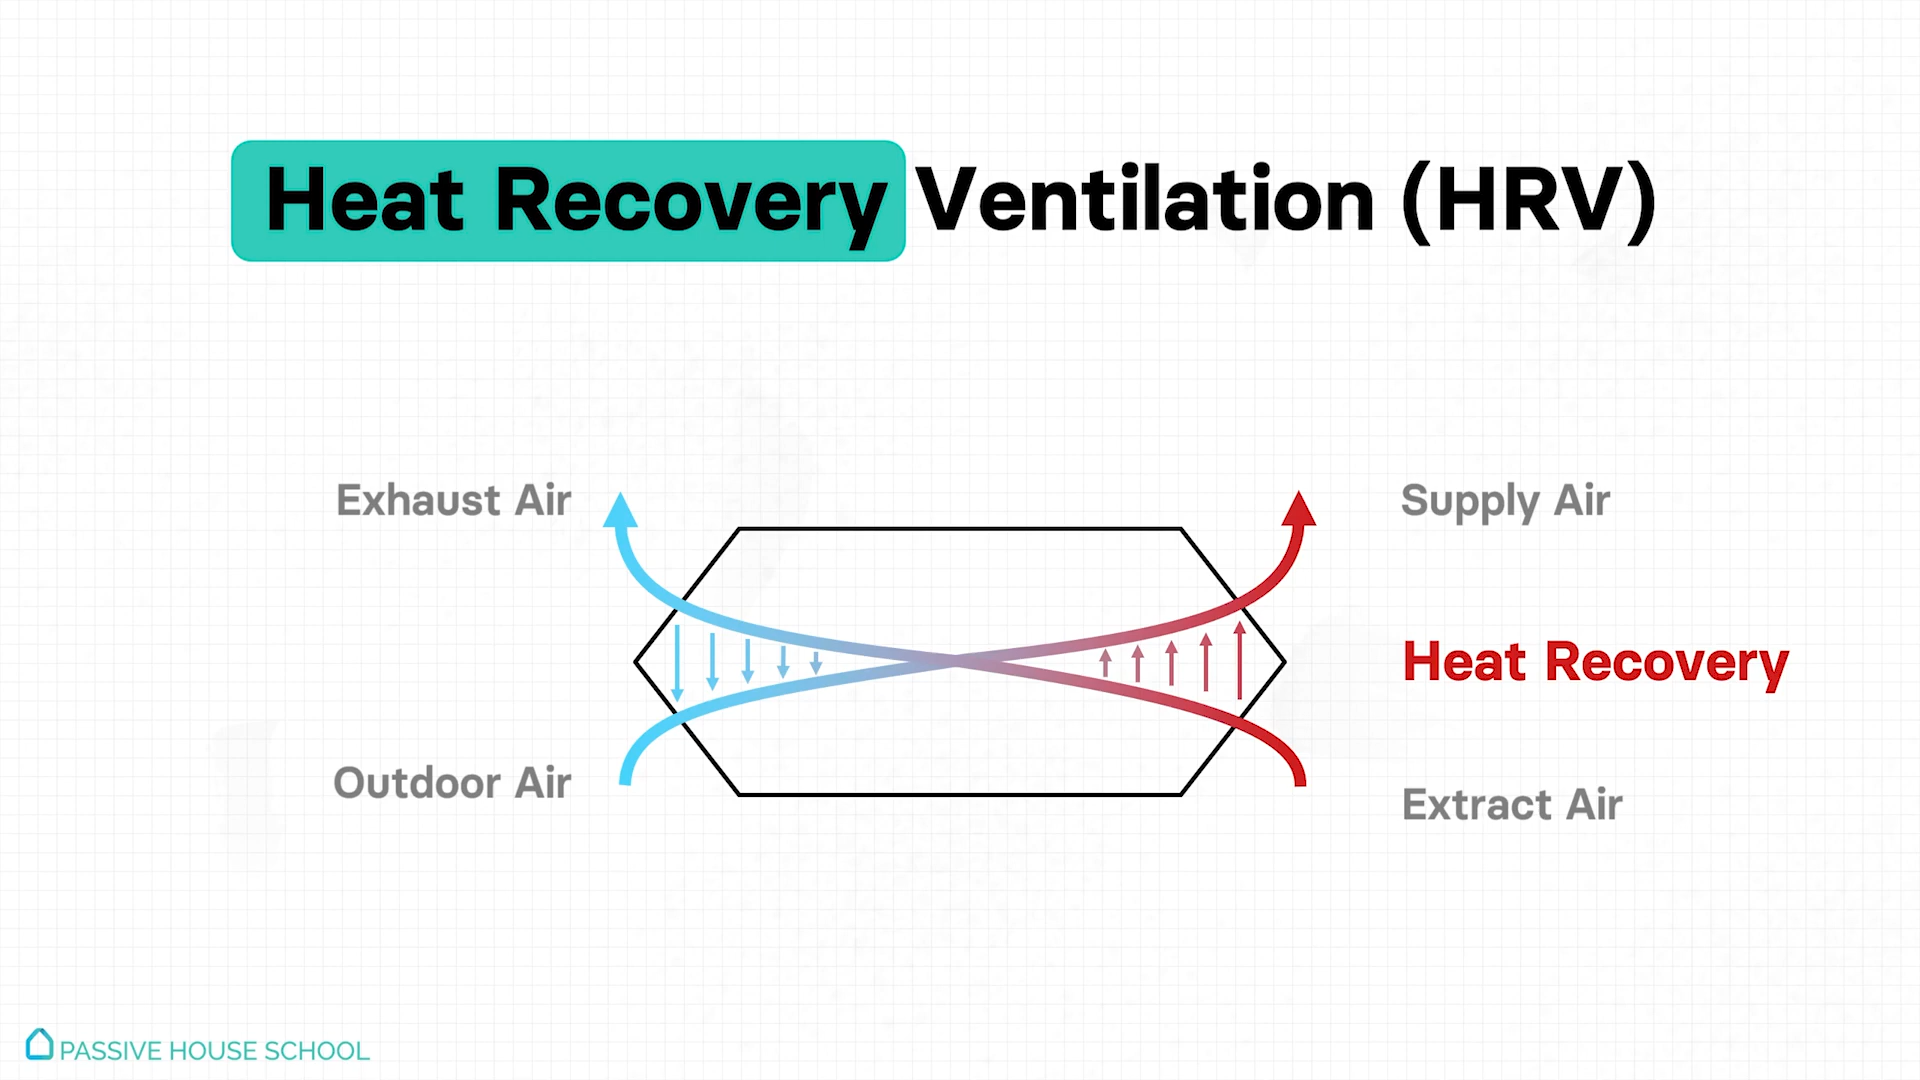 Heat Recovery Ventilation (HRV)
Exhaust Air
Supply Air
Heat Recovery
Outdoor Air
Extract Air
PASSIVE HOUSE SCHOOL